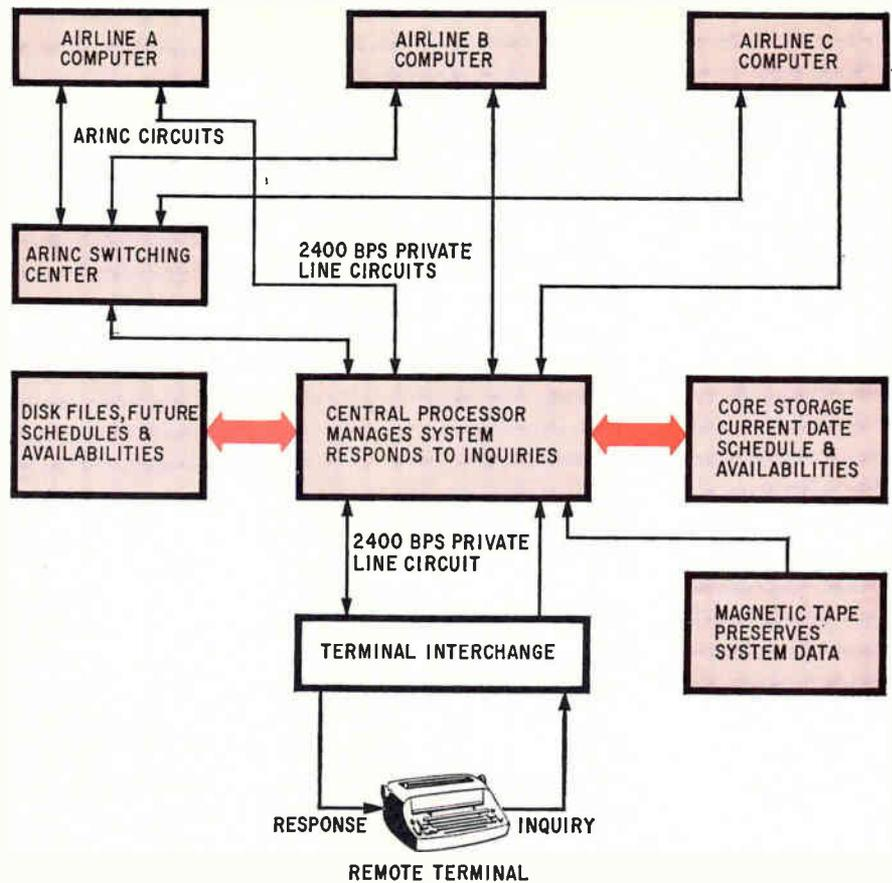 AIRLINE A
COMPUTER
AIRLINE B
COMPUTER
AIRLINE C
COMPUTER
ARINC CIRCUITS
ARINC SWITCHING
CENTER
2400 BPS PRIVATE
LINE CIRCUITS
DISK FILES, FUTURE
SCHEDULES &
AVAILABILITIES
CENTRAL PROCESSOR
MANAGES SYSTEM
RESPONDS TO INQUIRIES
CORE STORAGE
CURRENT DATE
SCHEDULE &
AVAILABILITIES
2400 BPS PRIVATE
LINE CIRCUIT
MAGNETIC TAPE
PRESERVES
SYSTEM DATA
TERMINAL INTERCHANGE
RESPONSE
INQUIRY
REMOTE TERMINAL